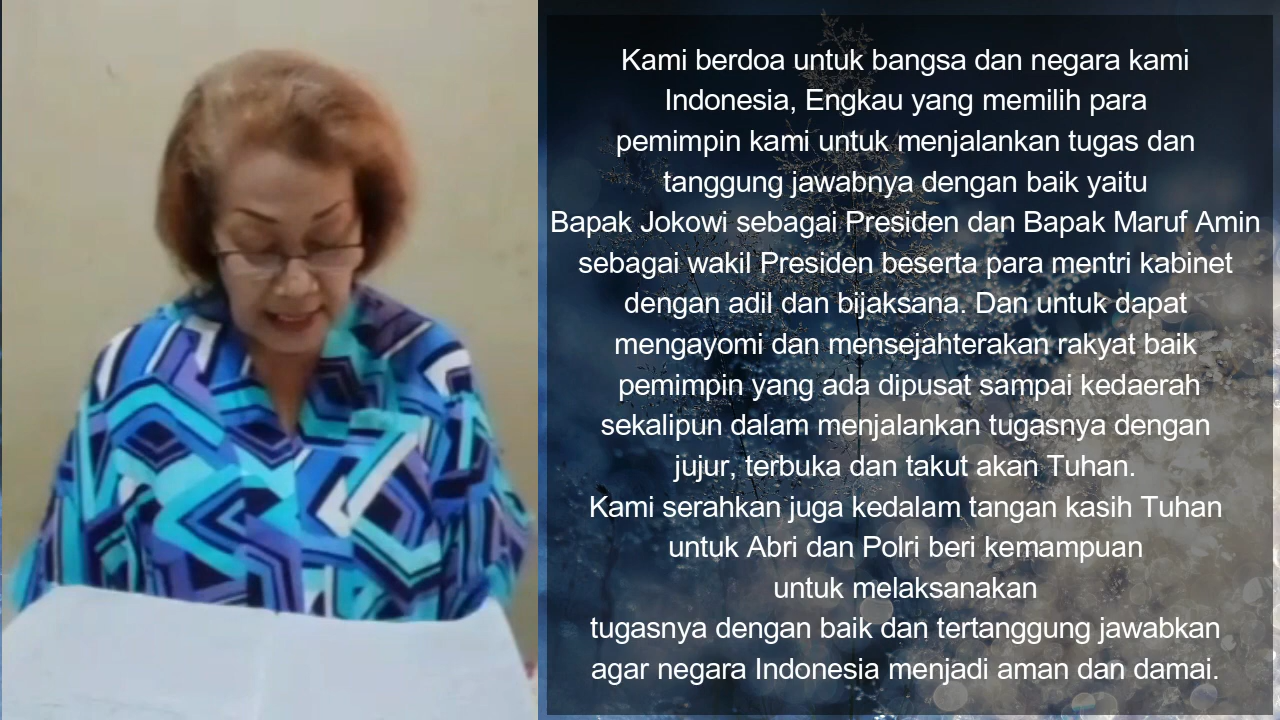 Kami berdoa untuk bangsa dan negara kami
Indonesia, Engkau yang memilih para
pemimpin kami untuk menjalankan tugas dan
tanggung jawabnya dengan baik yaitu
Bapak Jokowi sebagai Presiden dan Bapak Maruf Amin
sebagai wakil Presiden beserta para mentri kabinet
dengan adil dan bijaksana. Dan untuk dapat
mengayomi dan mensejahterakan rakyat baik
pemimpin yang ada dipusat sampai kedaerah
sekalipun dalam menjalankan tugasnya dengan
jujur, terbuka dan takut akan Tuhan.
Kami serahkan juga kedalam tangan kasih Tuhan
untuk Abri dan Polri beri kemampuan
untuk melaksanakan
tugasnya dengan baik dan tertanggung jawabkan
agar negara Indonesia menjadi aman dan damai.